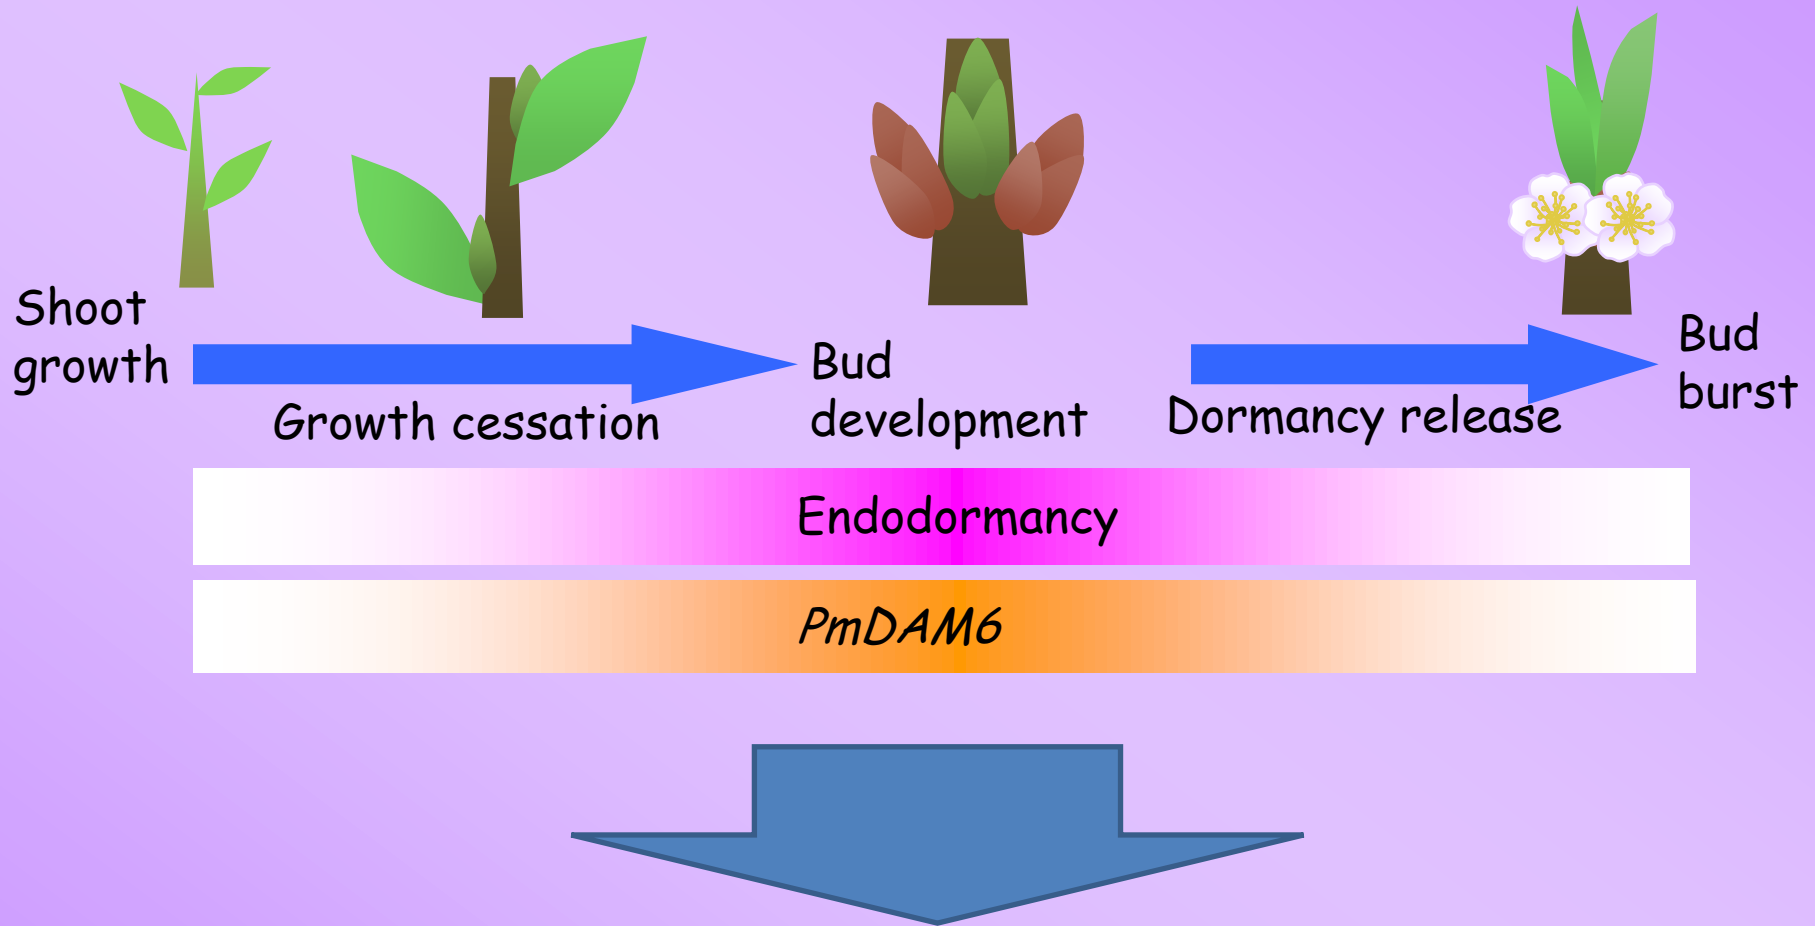 Shoot
growth
Growth cessation
Bud
development
Dormancy release
Bud
burst
Endodormancy
PmDAM6